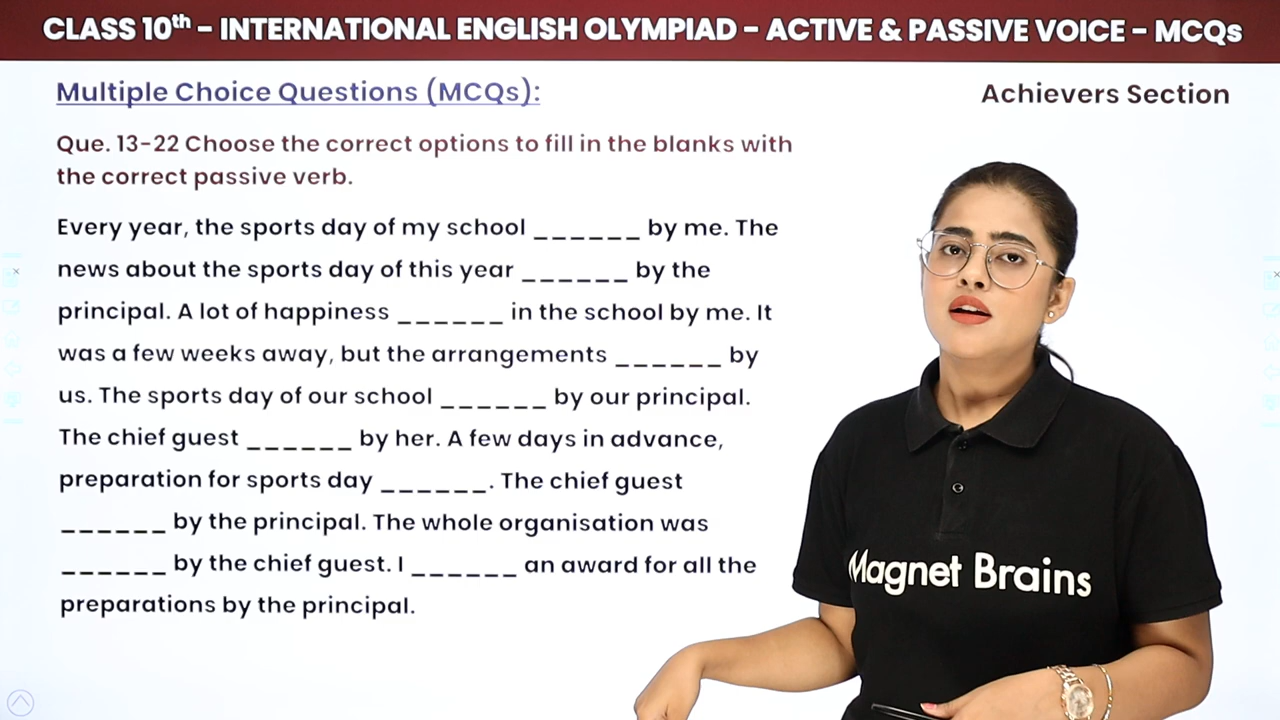 CLASS 10th - INTERNATIONAL ENGLISH OLYMPIAD - ACTIVE & PASSIVE VOICE - MCQs
Multiple Choice Questions (MCQs):
Achievers Section
Que. 13-22 Choose the correct options to fill in the blanks with
the correct passive verb.
Every year, the sports day of my school ______ by me. The
news about the sports day of this year ______ by the
principal. A lot of happiness ______ in the school by me. It
was a few weeks away, but the arrangements ______ by
us. The sports day of our school ______ by our principal.
The chief guest ______ by her. A few days in advance,
preparation for sports day ______. The chief guest
______ by the principal. The whole organisation was
______ by the chief guest. I ______ an award for all the
preparations by the principal.
Magnet Brains